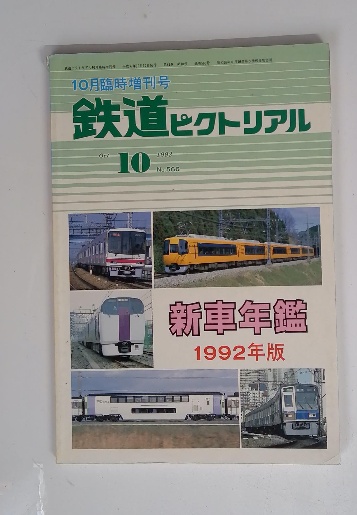 10月臨時増刊号
鉄道ピクトリアル
Oct. 10 1992
No.566
新車年鑑
1992年版